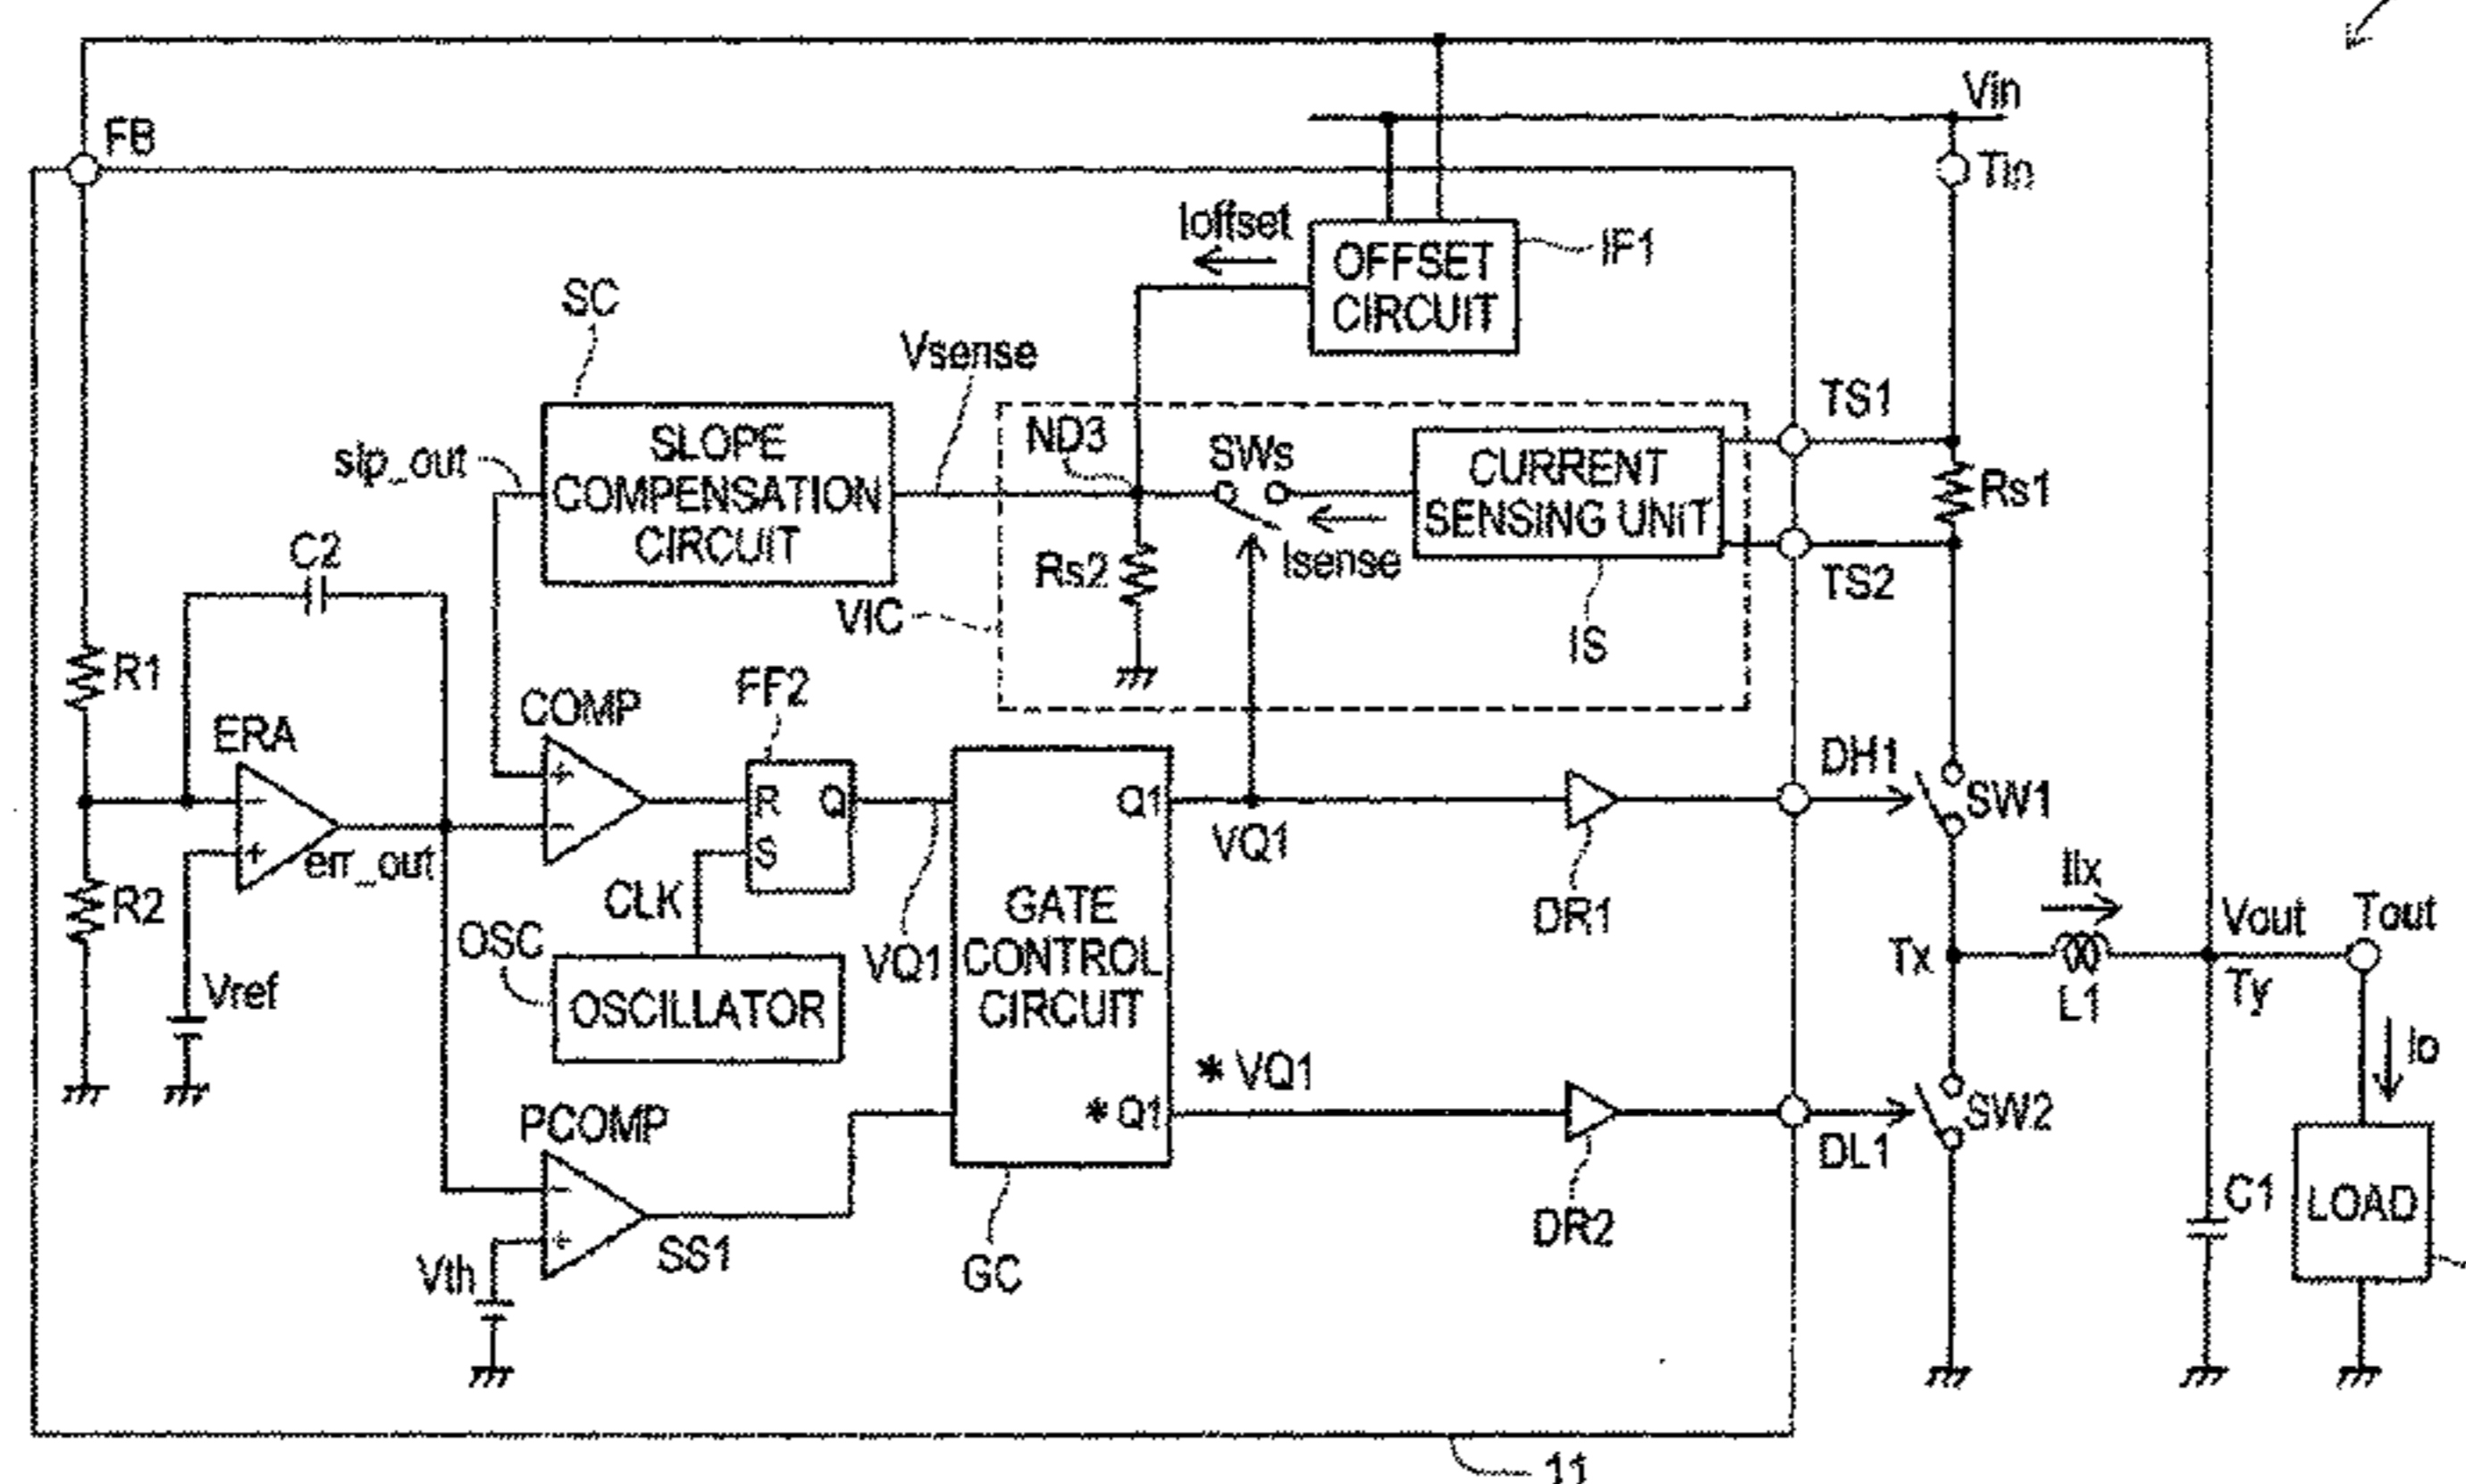 Vin
FB
Tin
Ioffset
OFFSET
CIRCUIT
IF1
SC
Vsense
TS1
ND3
SWs
SLOPE
COMPENSATION
CIRCUIT
slp_out
CURRENT
SENSING UNIT
Rs1
C2
Rs2
Isense
TS2
VIC
IS
R1
FF2
COMP
ERA
DH1
+
−
R
Q
S
Q1
SW1
−
+
err_out
VQ1
Ilx
R2
CLK
GATE
CONTROL
CIRCUIT
DR1
Vout
Tout
OSC
VQ1
Tx
Vref
OSCILLATOR
L1
Ty
Io
* VQ1
PCOMP
*Q1
SW2
DL1
−
+
C1
LOAD
Vth
SS1
GC
DR2
11